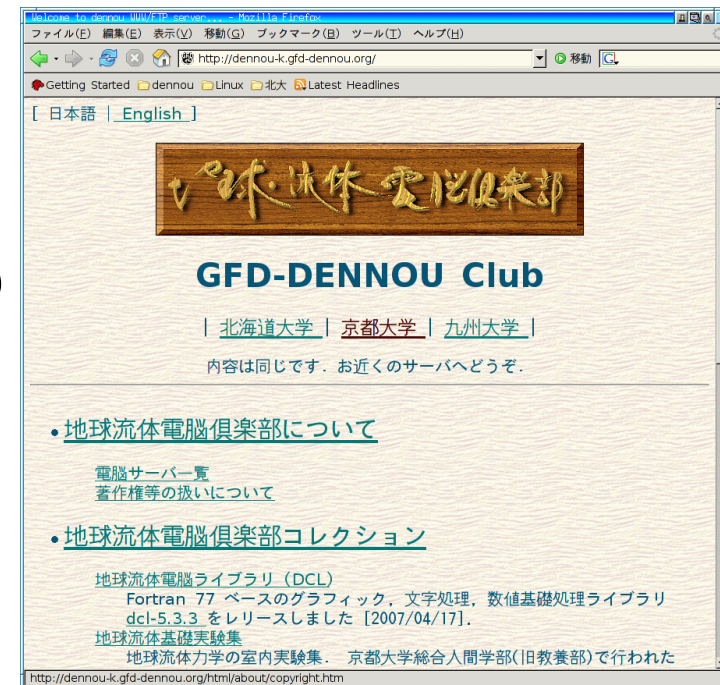 Welcome to dennou WWW/FTP server... - Mozilla Firefox
ファイル(F) 編集(E) 表示(V) 移動(G) ブックマーク(B) ツール(T) ヘルプ(H)
http://dennou-k.gfd-dennou.org/ 移動 G
Getting Started dennou Linux 北大 Latest Headlines
[ 日本語 | English ]
地球・流体電脳倶楽部
GFD-DENNOU Club
| 北海道大学 | 京都大学 | 九州大学 |
内容は同じです. お近くのサーバへどうぞ.
• 地球流体電脳倶楽部について
電脳サーバ一覧
著作権等の扱いについて
• 地球流体電脳倶楽部コレクション
地球流体電脳ライブラリ (DCL)
Fortran 77 ベースのグラフィック, 文字処理, 数値基礎処理ライブラリ
dcl-5.3.3 をリリースしました [2007/04/17].
地球流体基礎実験集
地球流体力学の室内実験集. 京都大学総合人間学部(旧教養部)で行われた
http://dennou-k.gfd-dennou.org/html/about/copyright.htm
)